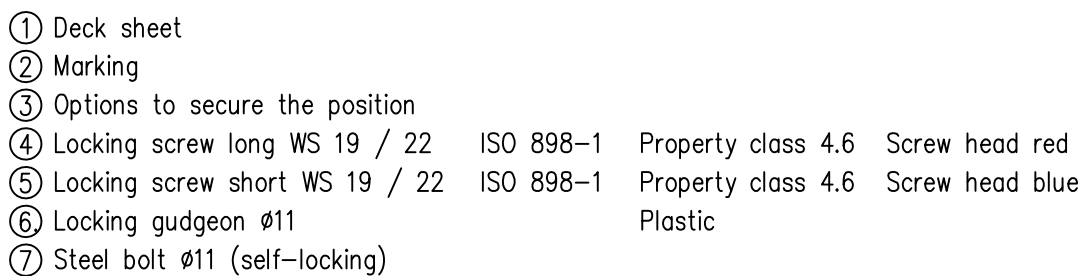 ① Deck sheet
② Marking
③ Options to secure the position
④ Locking screw long WS 19 / 22 ISO 898-1 Property class 4.6 Screw head red
⑤ Locking screw short WS 19 / 22 ISO 898-1 Property class 4.6 Screw head blue
⑥ Locking gudgeon ø11 Plastic
⑦ Steel bolt ø11 (self-locking)